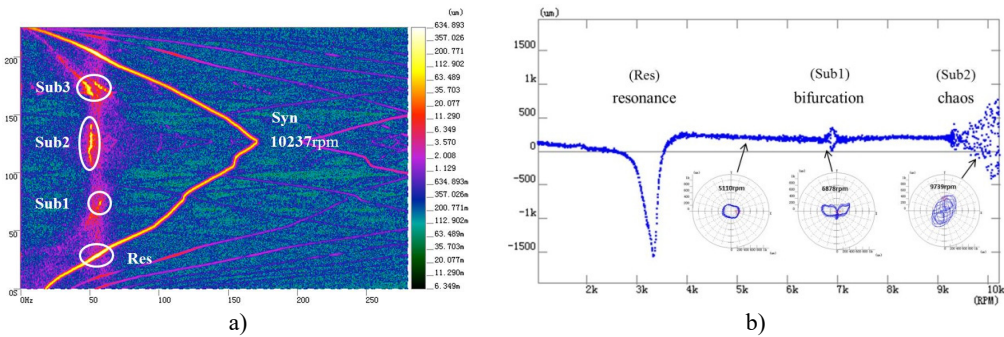 (um)
634.893
357.026
200.771
112.902
63.489
35.703
20.077
11.290
6.349
3.570
2.008
1.129
634.893m
357.026m
200.771m
112.902m
63.489m
35.703m
20.077m
11.290m
6.349m
200
150
100
50
0S
0Hz
50
100
150
200
250
Sub3
Sub2
Sub1
Res
Syn
10237rpm
a)
(um)
1500
1k
500
0
-500
-1k
-1500
2k
3k
4k
5k
6k
7k
8k
9k
10k
(RPM)
(Res)
resonance
(Sub1)
bifurcation
(Sub2)
chaos
5110rpm
6878rpm
9739rpm
b)